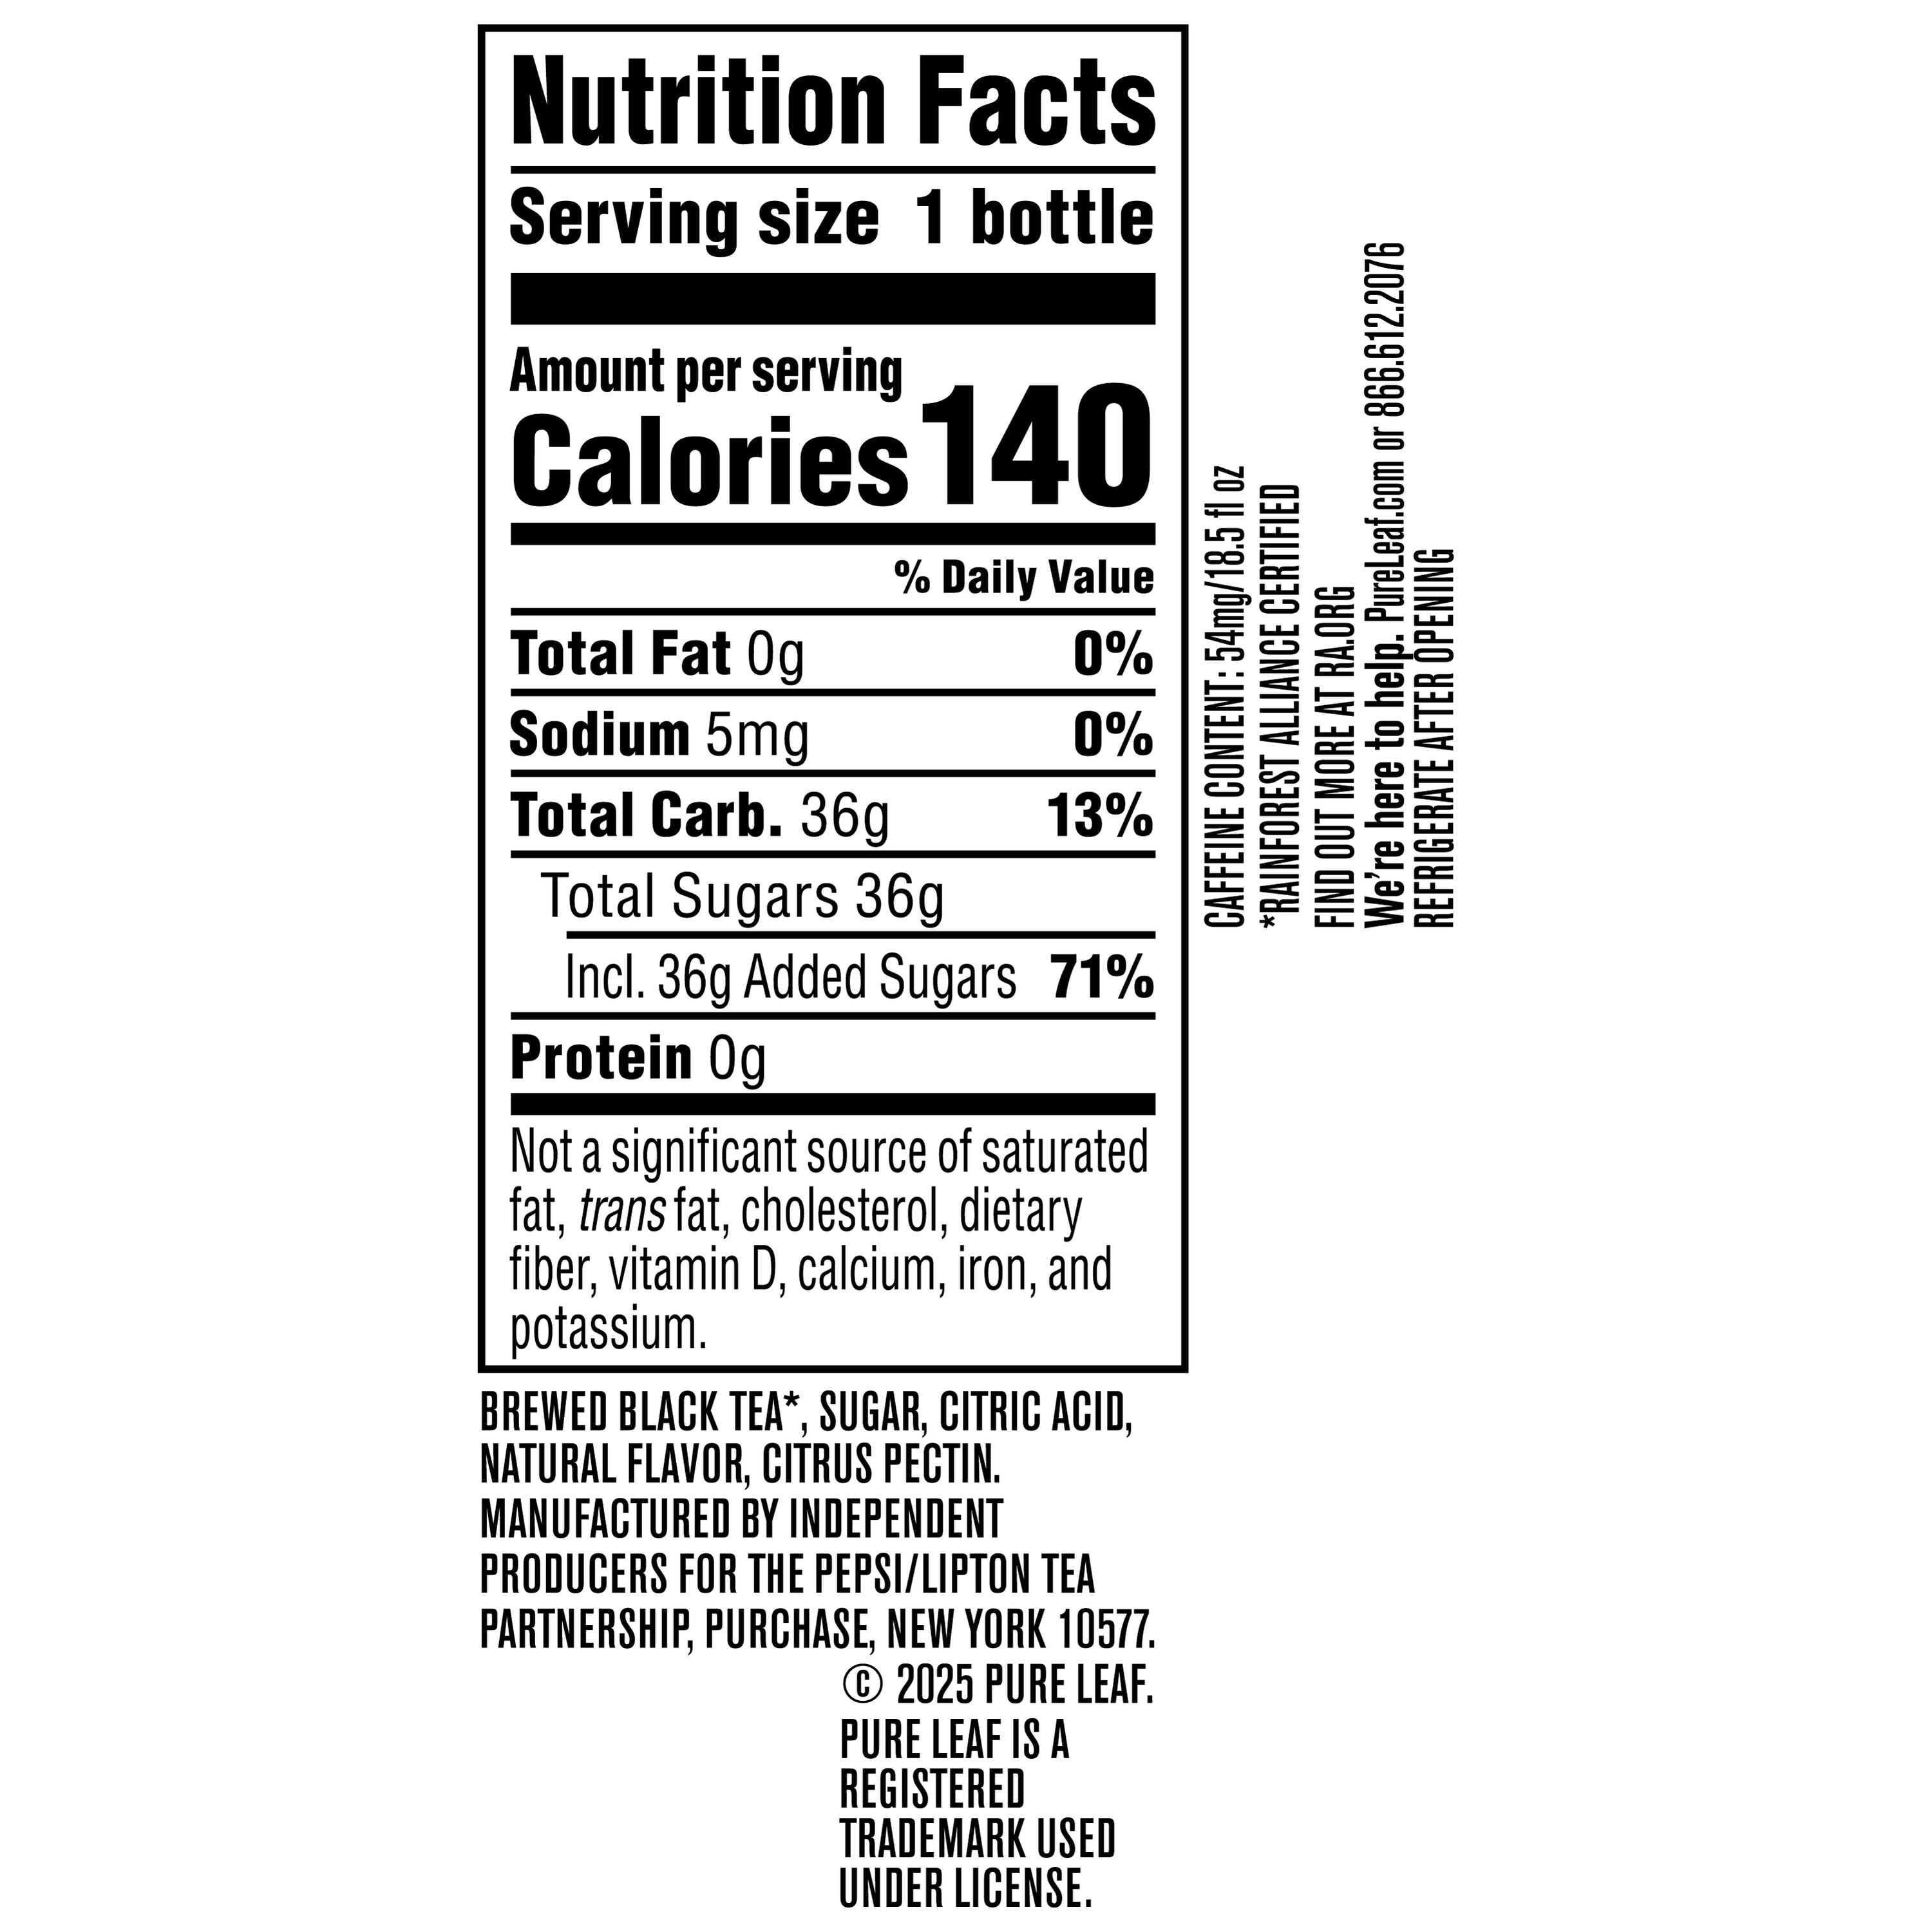 Nutrition Facts
Serving size 1 bottle
Amount per serving
Calories 140
% Daily Value
Total Fat 0g 0%
Sodium 5mg 0%
Total Carb. 36g 13%
Total Sugars 36g
Incl. 36g Added Sugars 71%
Protein 0g
Not a significant source of saturated
fat, trans fat, cholesterol, dietary
fiber, vitamin D, calcium, iron, and
potassium.
BREWED BLACK TEA*, SUGAR, CITRIC ACID,
NATURAL FLAVOR, CITRUS PECTIN.
MANUFACTURED BY INDEPENDENT
PRODUCERS FOR THE PEPSI/LIPTON TEA
PARTNERSHIP, PURCHASE, NEW YORK 10577.
© 2025 PURE LEAF.
PURE LEAF IS A
REGISTERED
TRADEMARK USED
UNDER LICENSE.
CAFFEINE CONTENT: 54mg/18.5 fl oz
*RAINFOREST ALLIANCE CERTIFIED
FIND OUT MORE AT RA.ORG
We're here to help. PureLeaf.com or 866.612.2076
REFRIGERATE AFTER OPENING